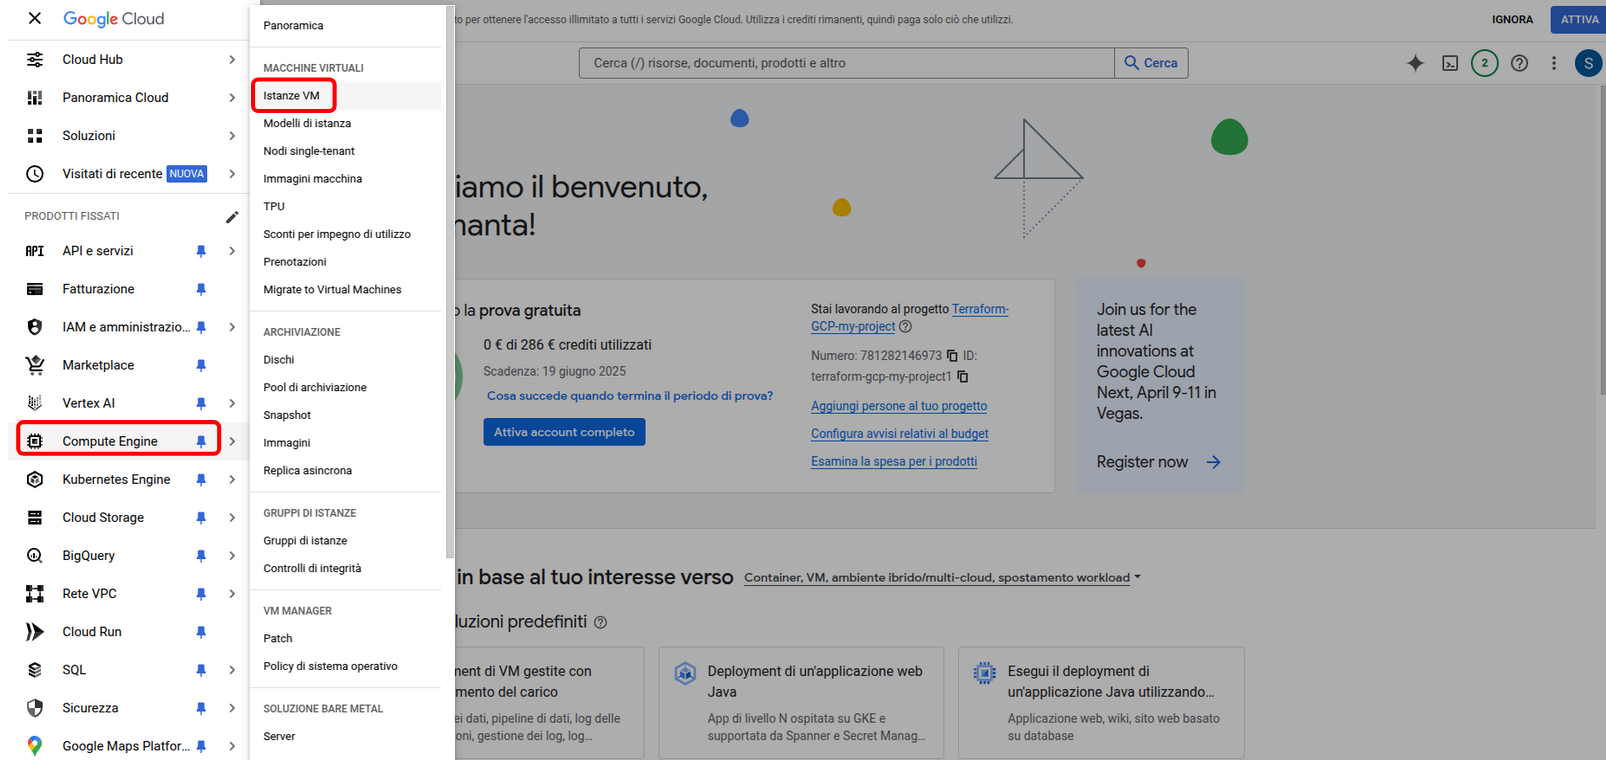 Google Cloud
Cloud Hub
Panoramica Cloud
Soluzioni
Visitati di recente NUOVA
PRODOTTI FISSATI
API API e servizi
Fatturazione
IAM e amministrazio...
Marketplace
Vertex AI
Compute Engine
Kubernetes Engine
Cloud Storage
BigQuery
Rete VPC
Cloud Run
SQL
Sicurezza
Google Maps Platfor...
Panoramica
MACCHINE VIRTUALI
Istanze VM
Modelli di istanza
Nodi single-tenant
Immagini macchina
TPU
Sconti per impegno di utilizzo
Prenotazioni
Migrate to Virtual Machines
ARCHIVIAZIONE
Dischi
Pool di archiviazione
Snapshot
Immagini
Replica asincrona
GRUPPI DI ISTANZE
Gruppi di istanze
Controlli di integrità
VM MANAGER
Patch
Policy di sistema operativo
SOLUZIONE BARE METAL
Server
to per ottenere l'accesso illimitato a tutti i servizi Google Cloud. Utilizza i crediti rimanenti, quindi paga solo ciò che utilizzi.
IGNORA
ATTIVA
Cerca (/) risorse, documenti, prodotti e altro
Cerca
2
S
iamo il benvenuto,
nanta!
o la prova gratuita
0 € di 286 € crediti utilizzati
Scadenza: 19 giugno 2025
Cosa succede quando termina il periodo di prova?
Attiva account completo
Stai lavorando al progetto Terraform-
GCP-my-project
Numero: 781282146973 ID:
terraform-gcp-my-project1
Aggiungi persone al tuo progetto
Configura avvisi relativi al budget
Esamina la spesa per i prodotti
Join us for the
latest AI
innovations at
Google Cloud
Next, April 9-11 in
Vegas.
Register now
in base al tuo interesse verso Container, VM, ambiente ibrido/multi-cloud, spostamento workload
luzioni predefiniti
nent di VM gestite con
mento del carico
ei dati, pipeline di dati, log delle
oni, gestione dei log, log...
Deployment di un'applicazione web
Java
App di livello N ospitata su GKE e
supportata da Spanner e Secret Manag...
Esegui il deployment di
un'applicazione Java utilizzando...
Applicazione web, wiki, sito web basato
su database